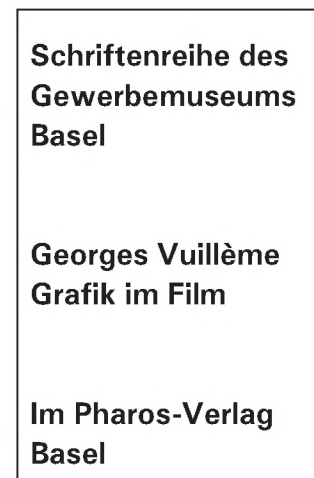 Schriftenreihe des
Gewerbemuseums
Basel
Georges Vuillème
Grafik im Film
Im Pharos-Verlag
Basel